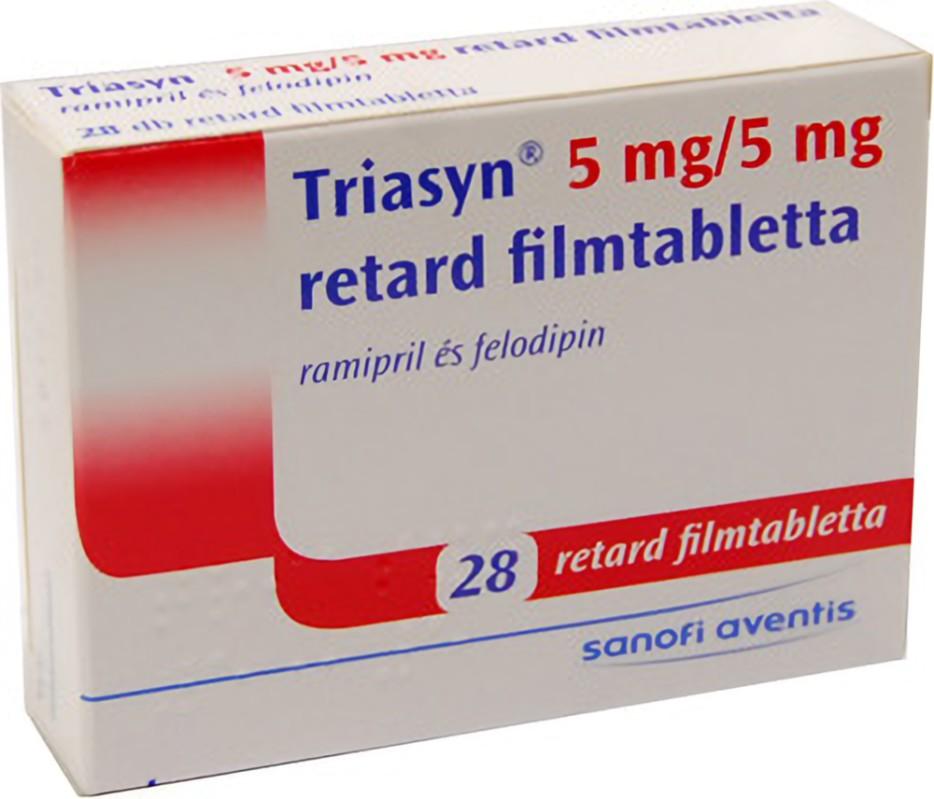 Triasyn 5 mg/5 mg retard filmtabletta
ramipril és felodipin
28 db retard filmtabletta
Triasyn® 5 mg/5 mg
retard filmtabletta
ramipril és felodipin
28 retard filmtabletta
sanofi aventis